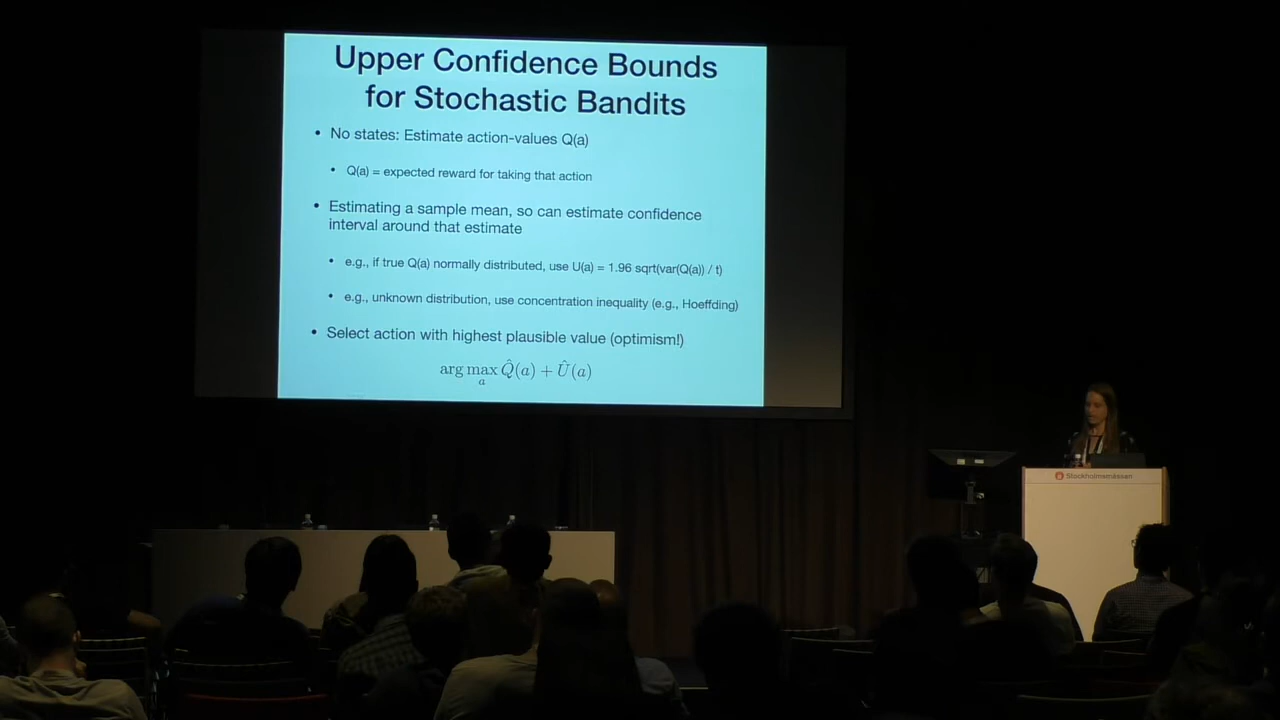 Upper Confidence Bounds
for Stochastic Bandits
• No states: Estimate action-values Q(a)
• Q(a) = expected reward for taking that action
• Estimating a sample mean, so can estimate confidence
interval around that estimate
• e.g., if true Q(a) normally distributed, use U(a) = 1.96 sqrt(var(Q(a)) / t)
• e.g., unknown distribution, use concentration inequality (e.g., Hoeffding)
• Select action with highest plausible value (optimism!)
arg max Q̂(a) + Û(a)
a
Stockholmsmässan